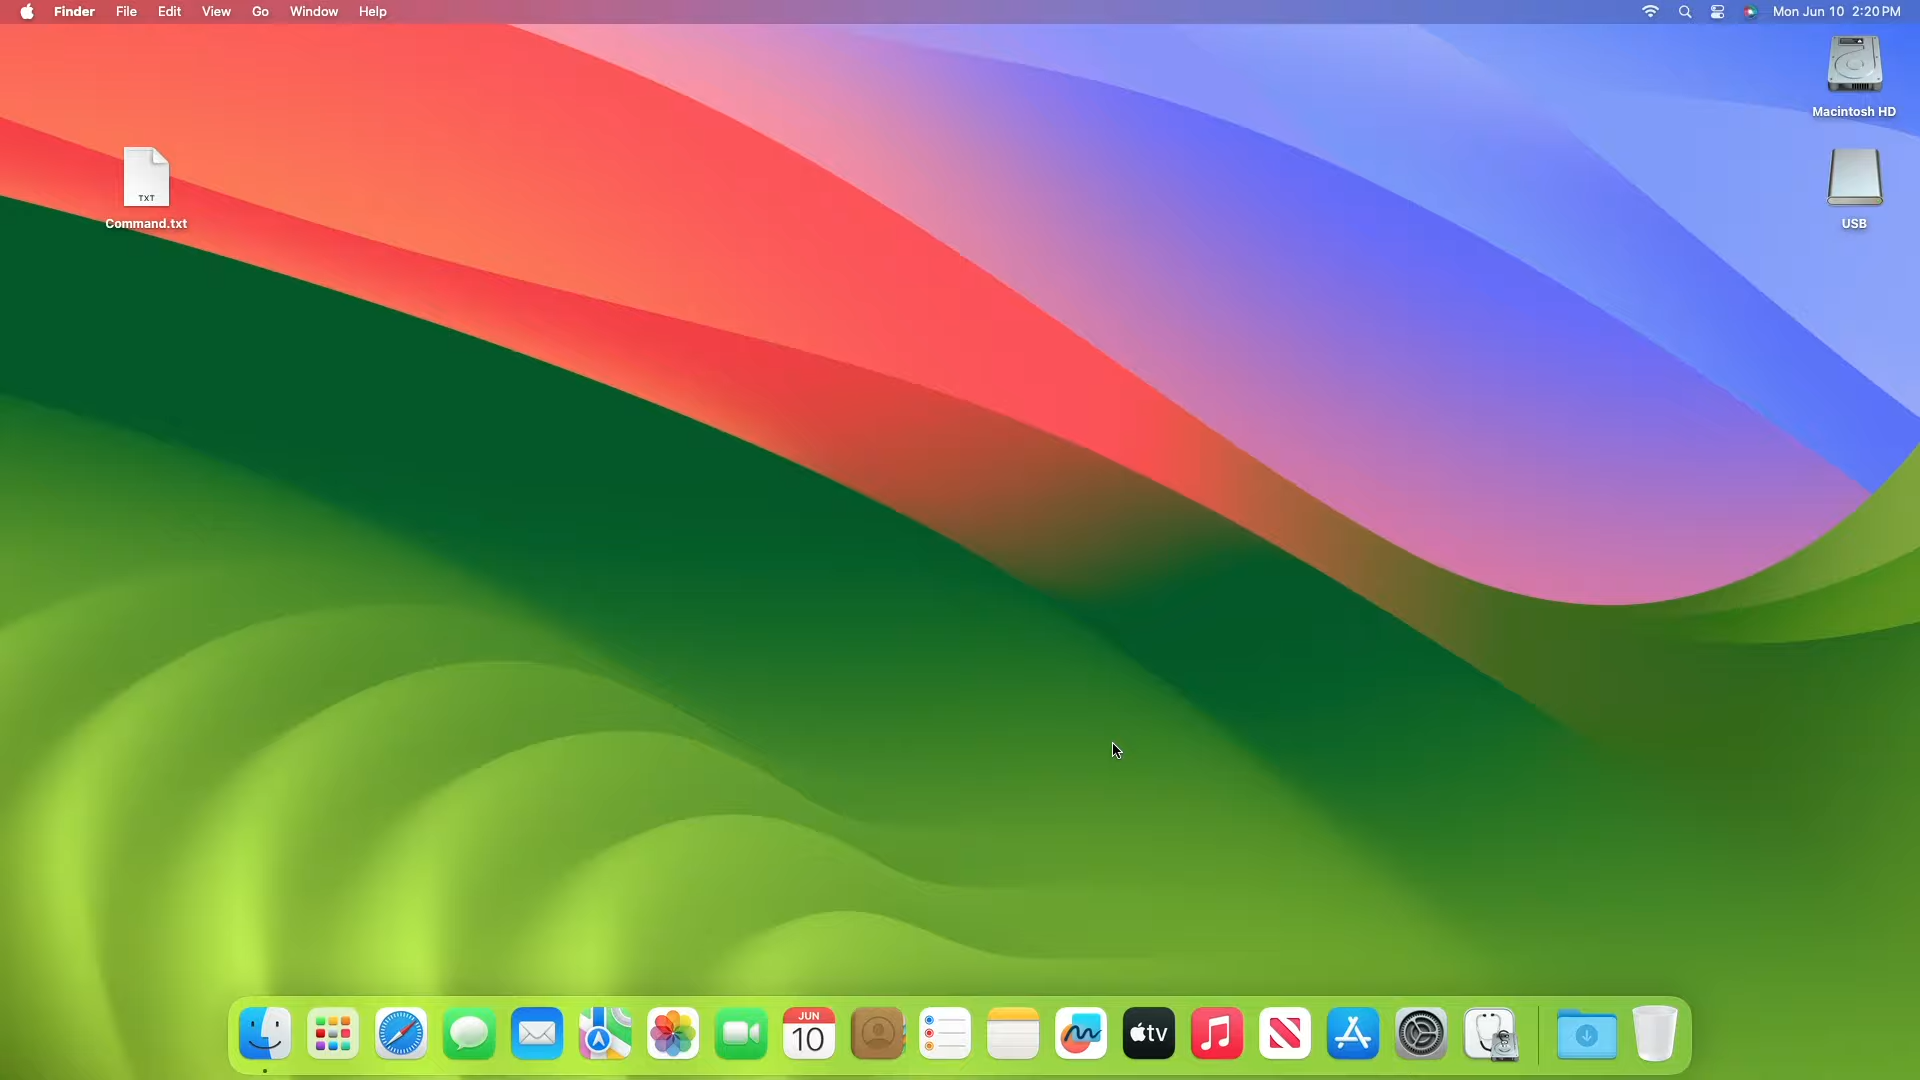 Finder File Edit View Go Window Help Mon Jun 10 2:20 PM
Macintosh HD
TXT
Command.txt
USB
JUN
10
tv